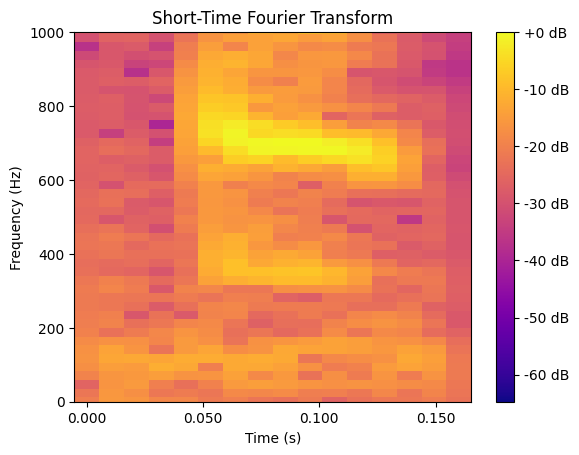 Short-Time Fourier Transform
1000
800
600
400
200
0
Frequency (Hz)
0.000
0.050
0.100
0.150
Time (s)
+0 dB
-10 dB
-20 dB
-30 dB
-40 dB
-50 dB
-60 dB